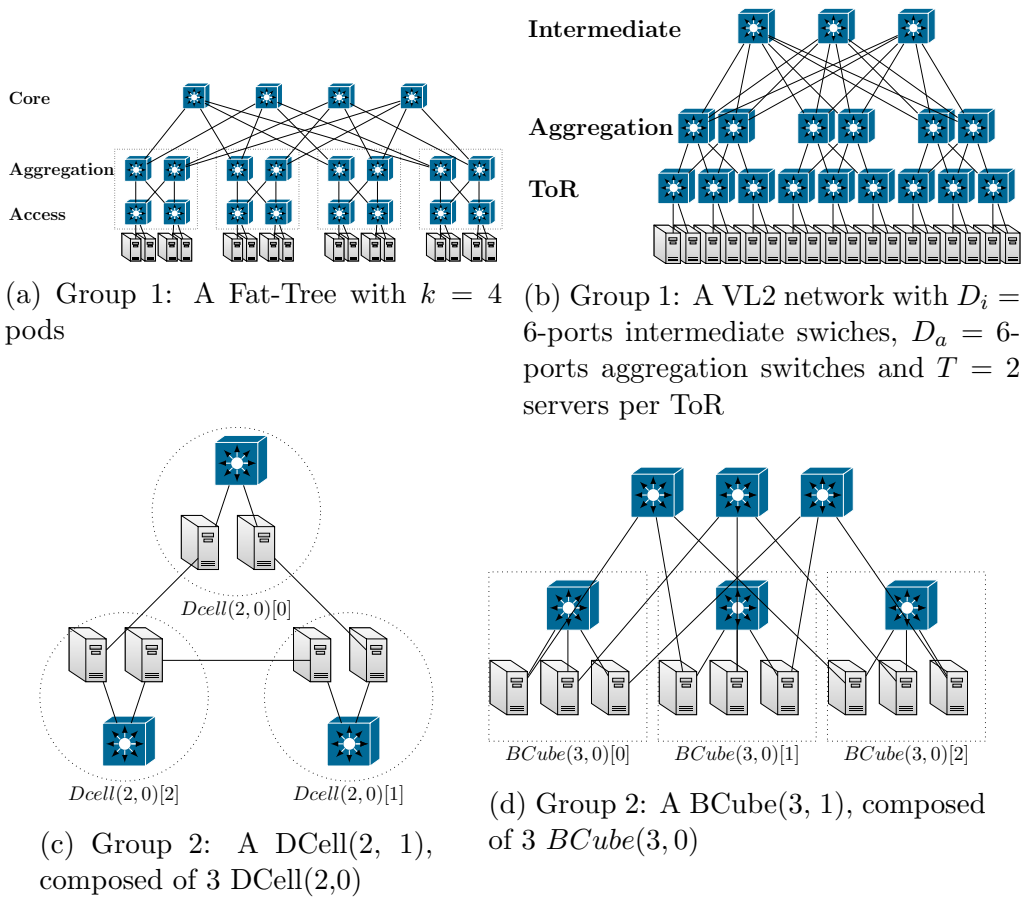 Core
Aggregation
Access
(a) Group 1: A Fat-Tree with k = 4
pods
Intermediate
Aggregation
ToR
(b) Group 1: A VL2 network with D_i =
6-ports intermediate swiches, D_a = 6-
ports aggregation switches and T = 2
servers per ToR
Dcell(2, 0)[0]
Dcell(2, 0)[2]
Dcell(2, 0)[1]
(c) Group 2: A DCell(2, 1),
composed of 3 DCell(2,0)
BCube(3, 0)[0]
BCube(3, 0)[1]
BCube(3, 0)[2]
(d) Group 2: A BCube(3, 1), composed
of 3 BCube(3, 0)